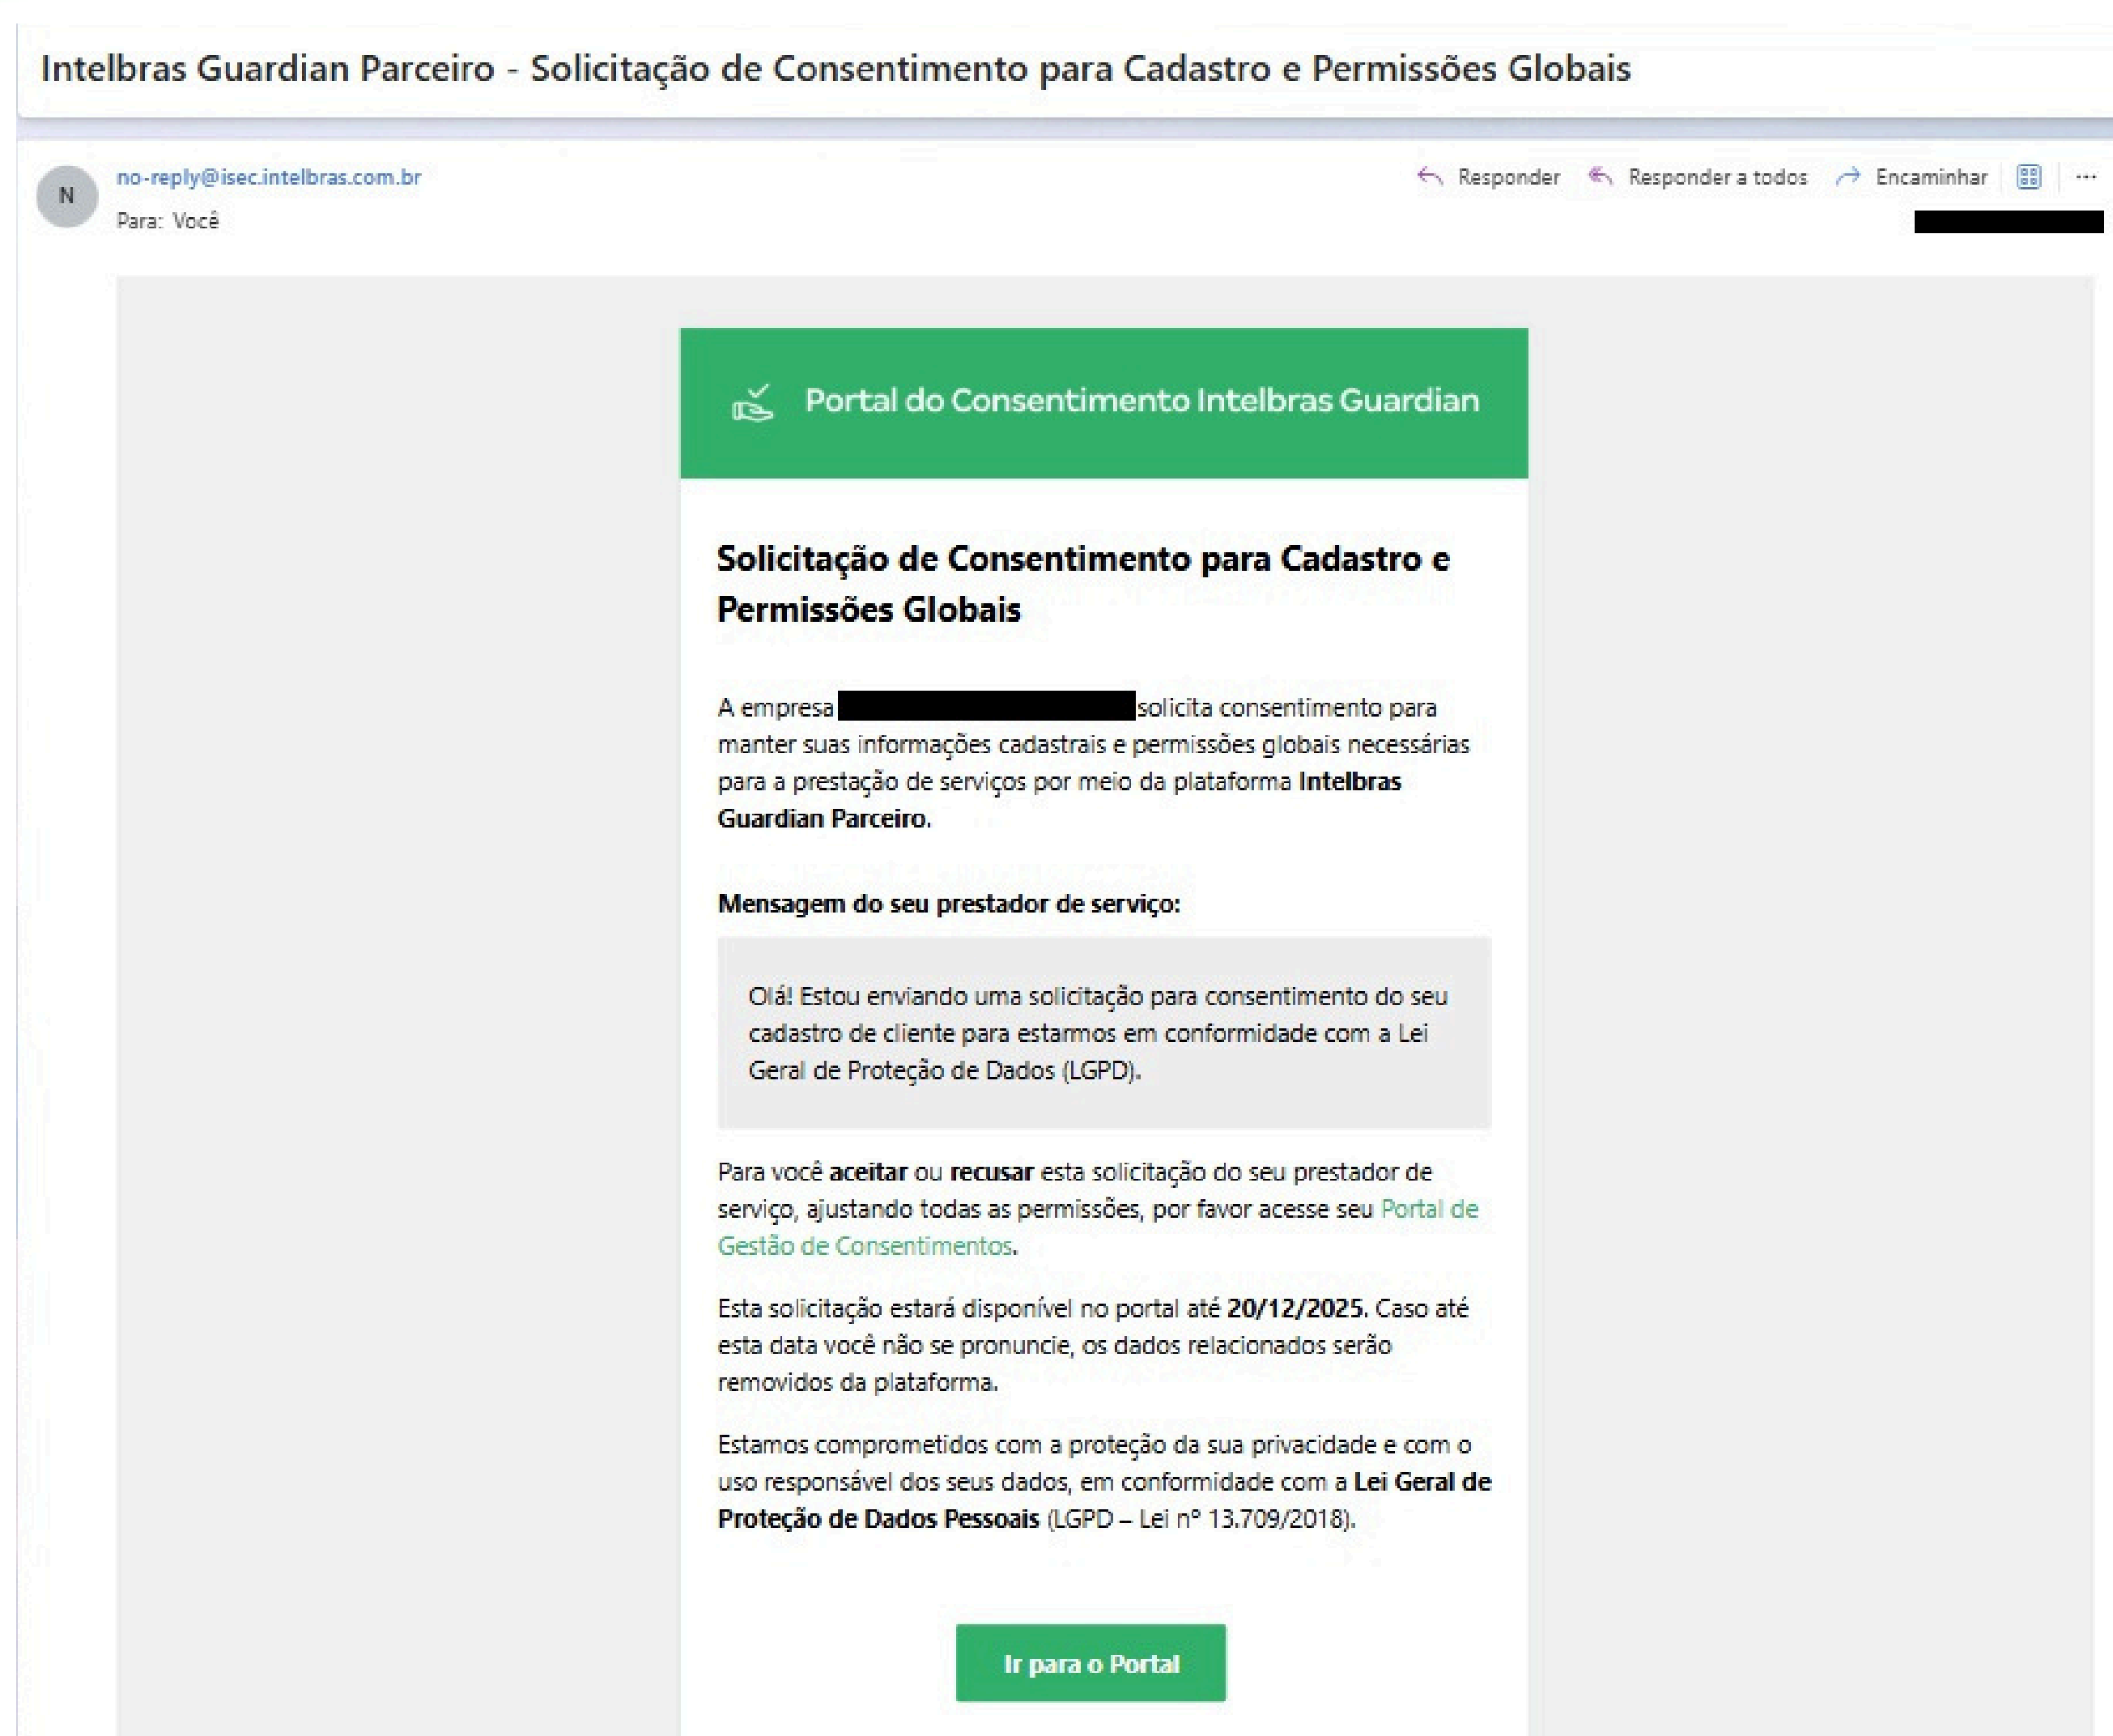 Intelbras Guardian Parceiro - Solicitação de Consentimento para Cadastro e Permissões Globais
N
no-reply@isec.intelbras.com.br
Para: Você
Responder
Responder a todos
Encaminhar
Portal do Consentimento Intelbras Guardian
Solicitação de Consentimento para Cadastro e
Permissões Globais
A empresa solicita consentimento para
manter suas informações cadastrais e permissões globais necessárias
para a prestação de serviços por meio da plataforma Intelbras
Guardian Parceiro.
Mensagem do seu prestador de serviço:
Olá! Estou enviando uma solicitação para consentimento do seu
cadastro de cliente para estarmos em conformidade com a Lei
Geral de Proteção de Dados (LGPD).
Para você aceitar ou recusar esta solicitação do seu prestador de
serviço, ajustando todas as permissões, por favor acesse seu Portal de
Gestão de Consentimentos.
Esta solicitação estará disponível no portal até 20/12/2025. Caso até
esta data você não se pronuncie, os dados relacionados serão
removidos da plataforma.
Estamos comprometidos com a proteção da sua privacidade e com o
uso responsável dos seus dados, em conformidade com a Lei Geral de
Proteção de Dados Pessoais (LGPD – Lei nº 13.709/2018).
Ir para o Portal